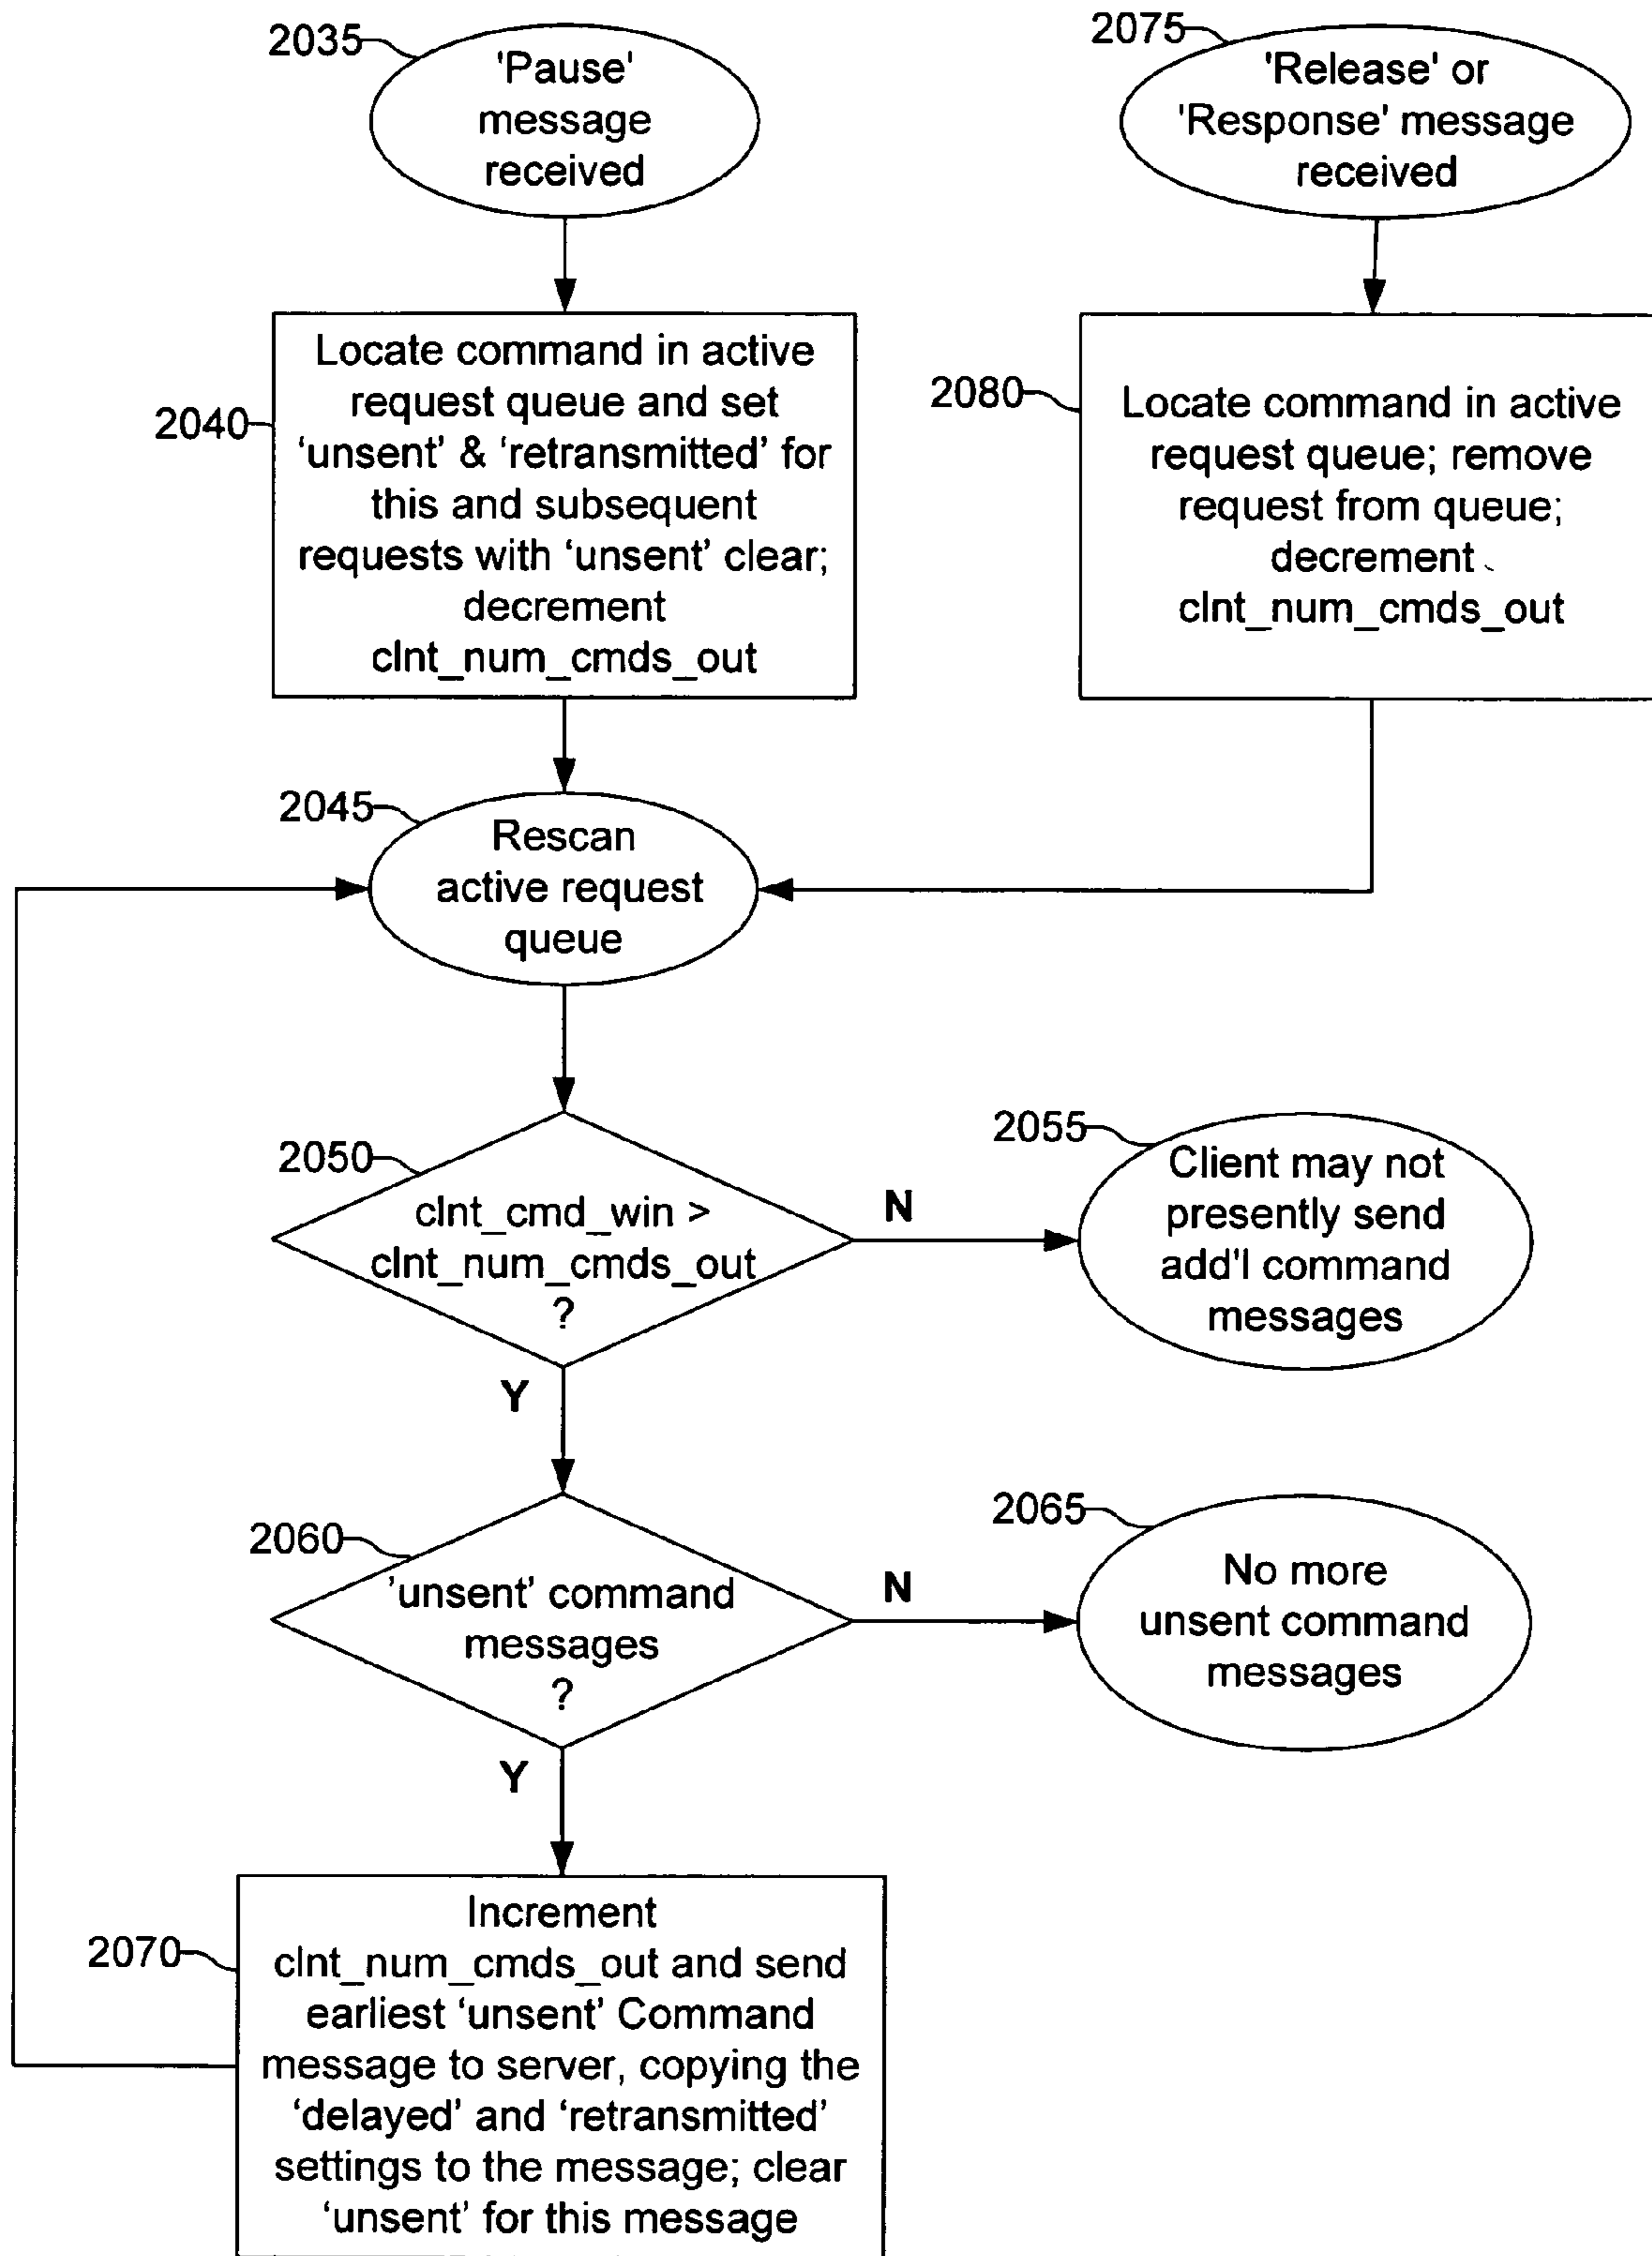 2035
'Pause'
message
received
2075
'Release' or
'Response' message
received
2040
Locate command in active
request queue and set
‘unsent’ & ‘retransmitted’ for
this and subsequent
requests with ‘unsent’ clear;
decrement
clnt_num_cmds_out
2080
Locate command in active
request queue; remove
request from queue;
decrement
clnt_num_cmds_out
2045
Rescan
active request
queue
2050
clnt_cmd_win >
clnt_num_cmds_out
?
N
Y
2055
Client may not
presently send
add'l command
messages
2060
’unsent’ command
messages
?
N
Y
2065
No more
unsent command
messages
2070
Increment
clnt_num_cmds_out and send
earliest ‘unsent’ Command
message to server, copying the
‘delayed’ and ‘retransmitted’
settings to the message; clear
‘unsent’ for this message